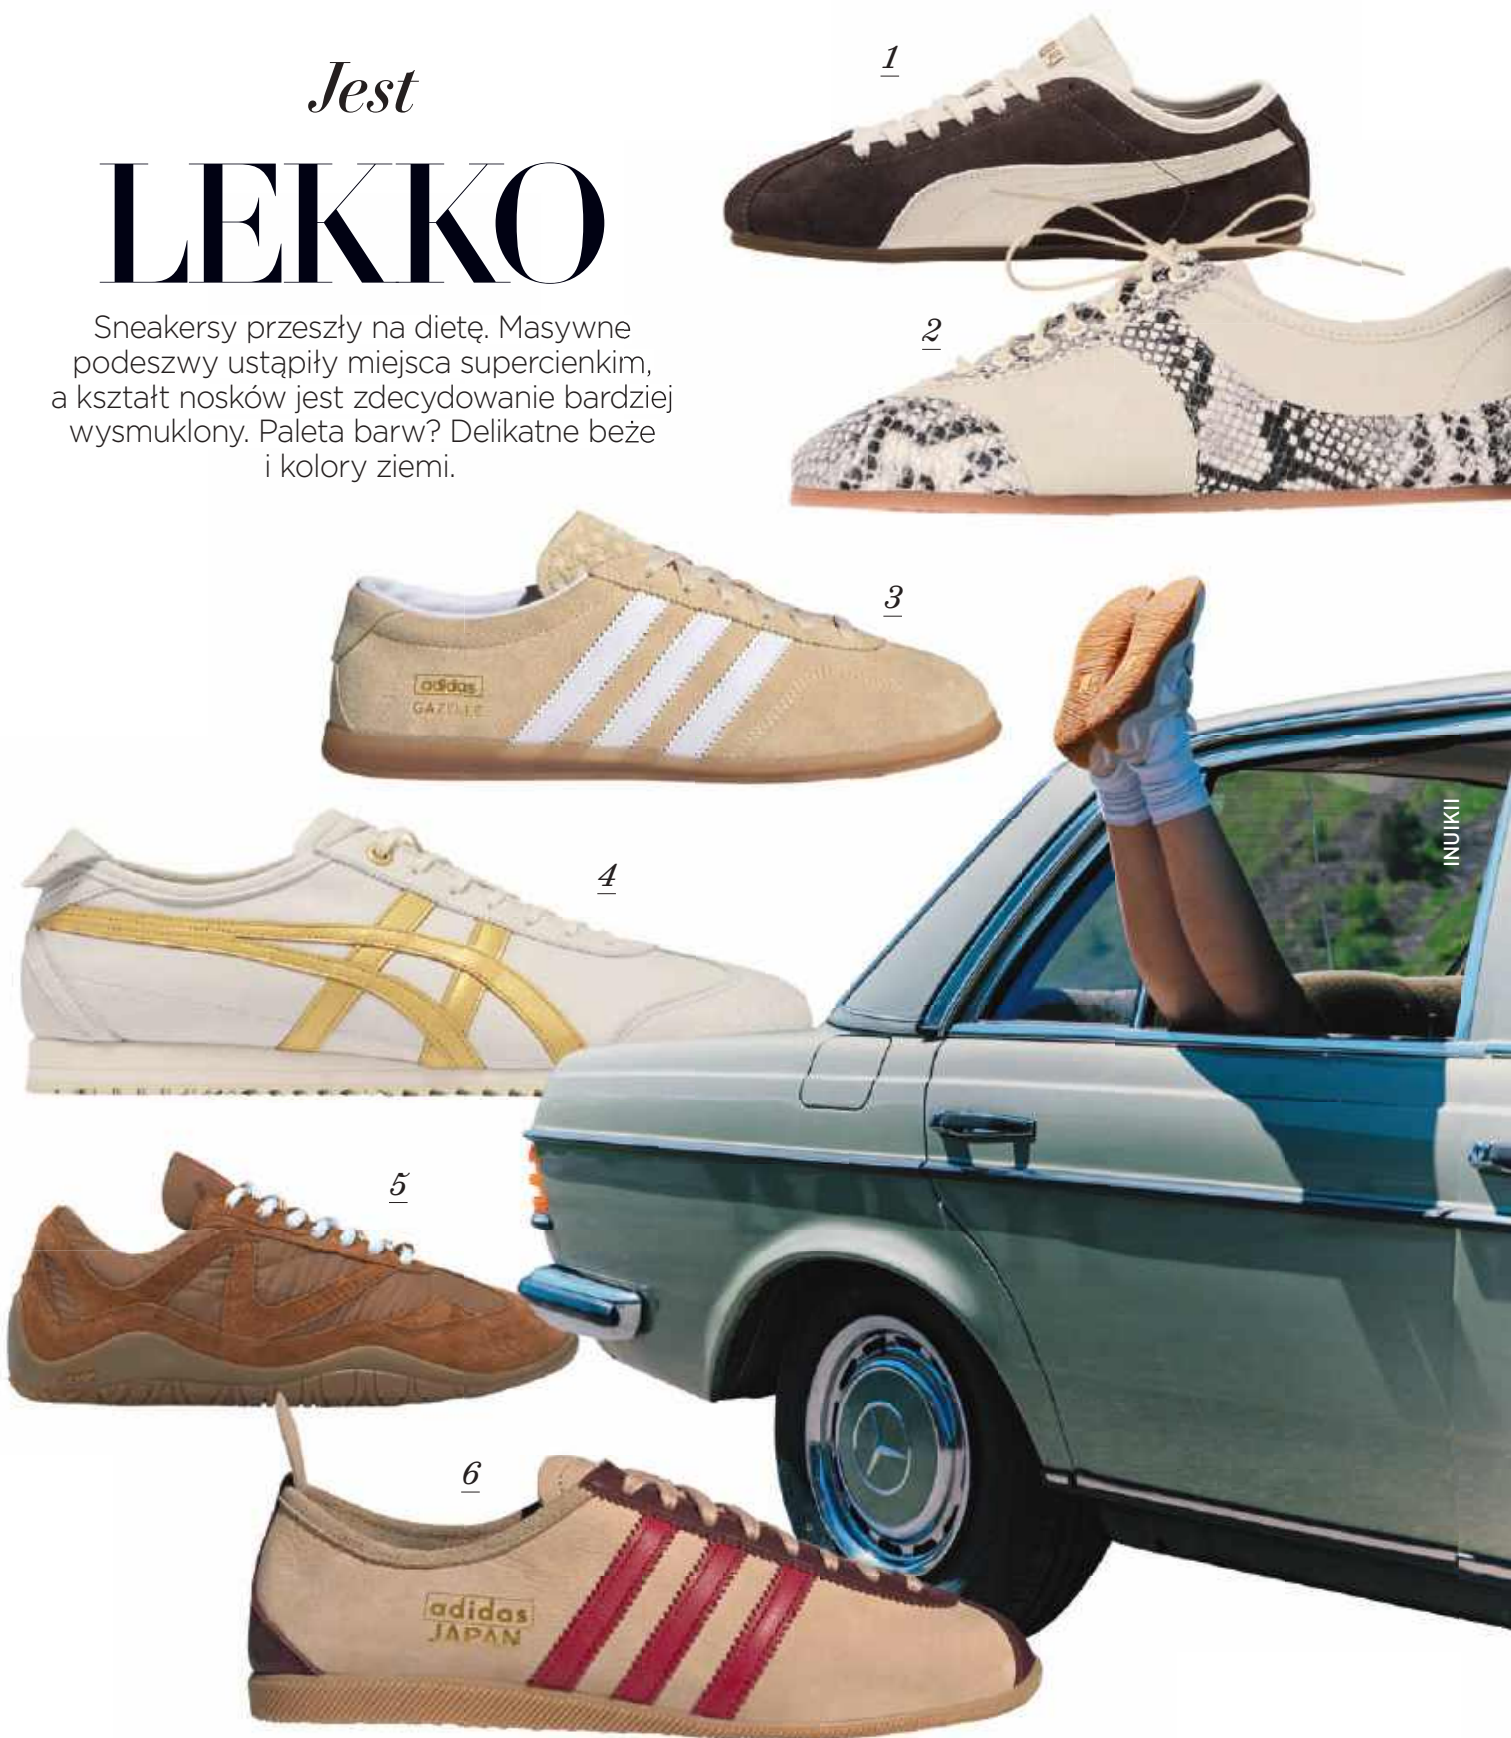 Jest
LEKKO
Sneakersy przeszły na dietę. Masywne
podeszwy ustąpiły miejsca supercienkim,
a kształt nosków jest zdecydowanie bardziej
wysmuklony. Paleta barw? Delikatne beże
i kolory ziemi.
1
2
3
adidas
GAZELLE
INUIKII
4
5
6
adidas
JAPAN